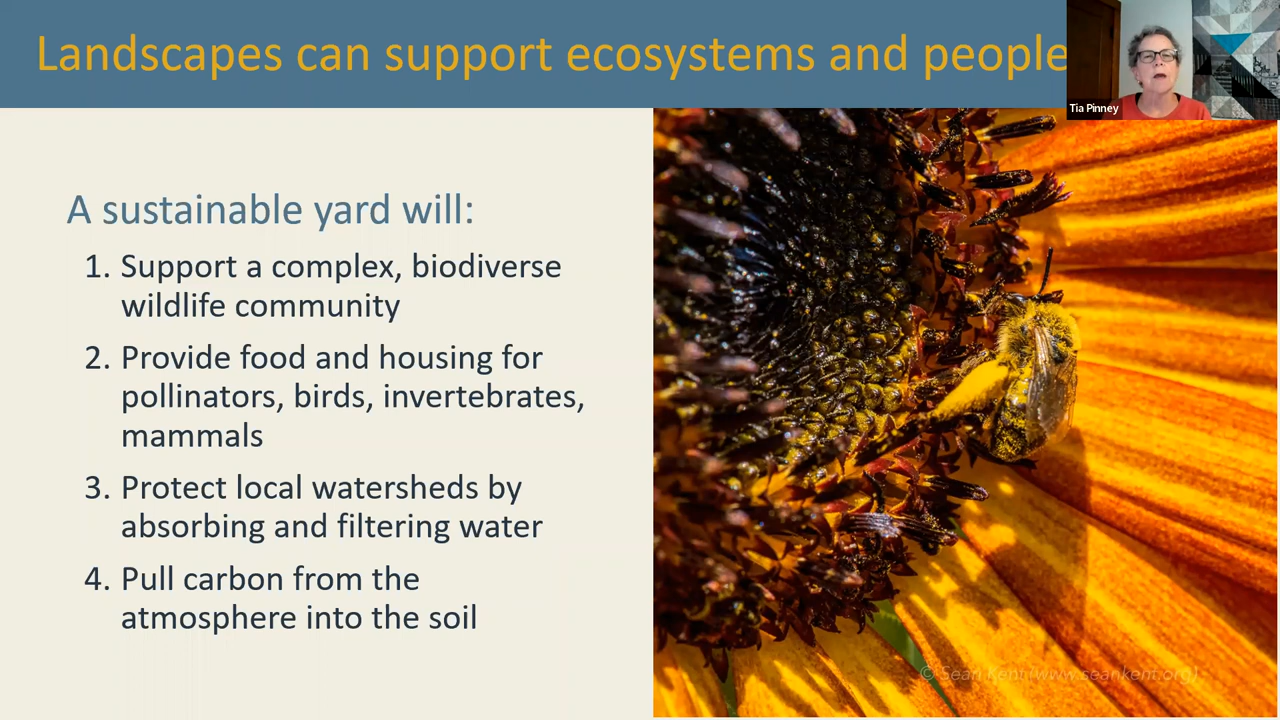 Landscapes can support ecosystems and people
Tia Pinney
A sustainable yard will:
1. Support a complex, biodiverse
wildlife community
2. Provide food and housing for
pollinators, birds, invertebrates,
mammals
3. Protect local watersheds by
absorbing and filtering water
4. Pull carbon from the
atmosphere into the soil
© Sean Kent (www.seankent.org)